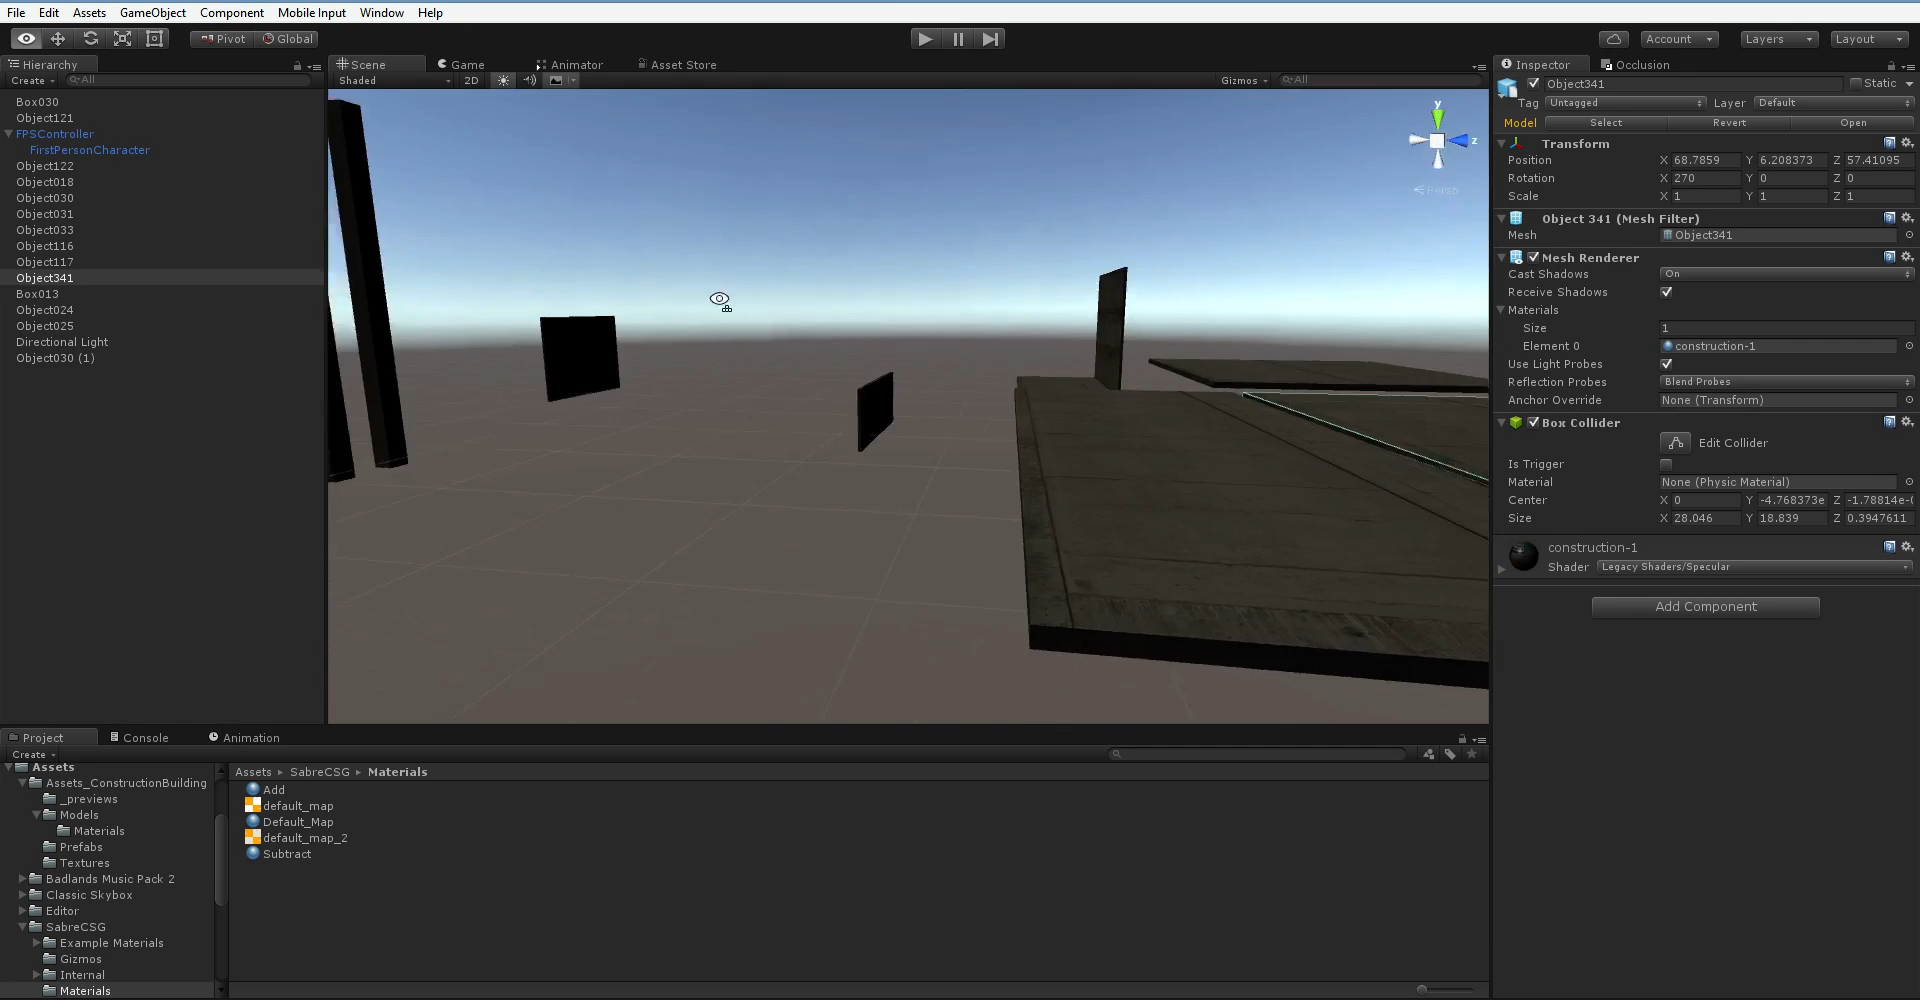 File Edit Assets GameObject Component Mobile Input Window Help
Pivot Global Account Layers Layout
Hierarchy
Create All
Box030
Object121
FPSController
FirstPersonCharacter
Object122
Object018
Object030
Object031
Object033
Object116
Object117
Object341
Box013
Object024
Object025
Directional Light
Object030 (1)
Scene Game Animator Asset Store
Shaded 2D Gizmos All
y
z
Persp
Inspector Occlusion
Object341 Static
Tag Untagged Layer Default
Model Select Revert Open
Transform
Position X 68.7859 Y 6.208373 Z 57.41095
Rotation X 270 Y 0 Z 0
Scale X 1 Y 1 Z 1
Object 341 (Mesh Filter)
Mesh Object341
Mesh Renderer
Cast Shadows On
Receive Shadows
Materials
Size 1
Element 0 construction-1
Use Light Probes
Reflection Probes Blend Probes
Anchor Override None (Transform)
Box Collider
Edit Collider
Is Trigger
Material None (Physic Material)
Center X 0 Y -4.768373e Z -1.78814e-(
Size X 28.046 Y 18.839 Z 0.3947611
construction-1
Shader Legacy Shaders/Specular
Add Component
Project Console Animation
Create
Assets
Assets_ConstructionBuilding
_previews
Models
Materials
Prefabs
Textures
Badlands Music Pack 2
Classic Skybox
Editor
SabreCSG
Example Materials
Gizmos
Internal
Materials
Assets ▸ SabreCSG ▸ Materials
Add
default_map
Default_Map
default_map_2
Subtract